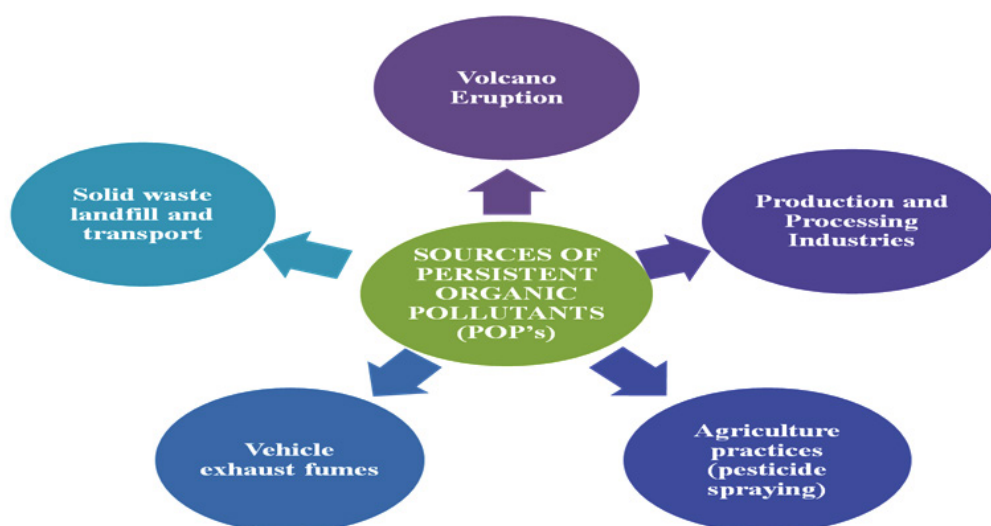 Volcano
Eruption
Solid waste
landfill and
transport
Production and
Processing
Industries
SOURCES OF
PERSISTENT
ORGANIC
POLLUTANTS
(POP’s)
Vehicle
exhaust fumes
Agriculture
practices
(pesticide
spraying)